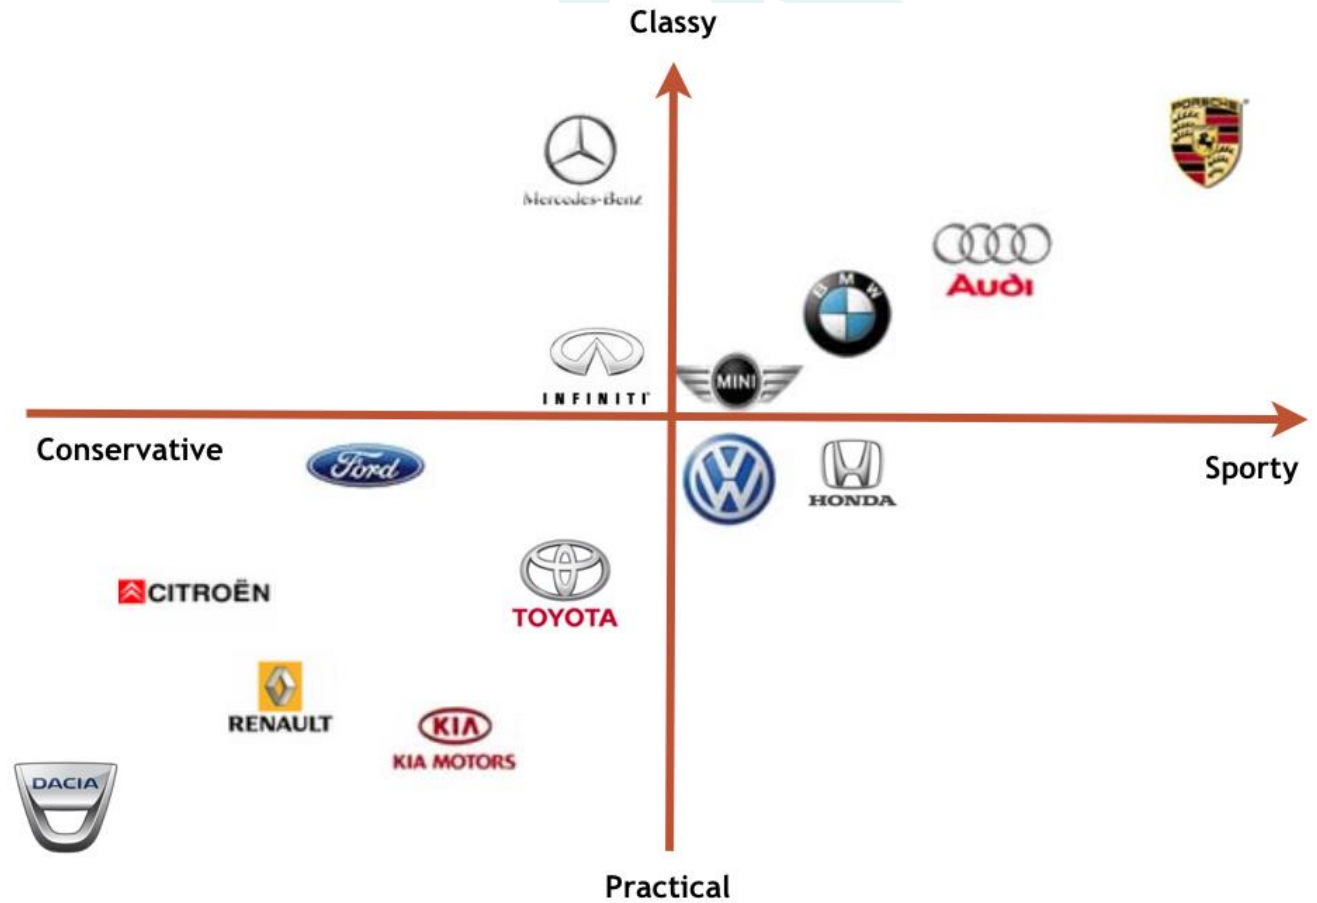 Classy
PORSCHE
Mercedes-Benz
Audi
BMW
MINI
INFINITI
Conservative
Sporty
Ford
HONDA
CITROËN
TOYOTA
RENAULT
KIA
KIA MOTORS
DACIA
Practical